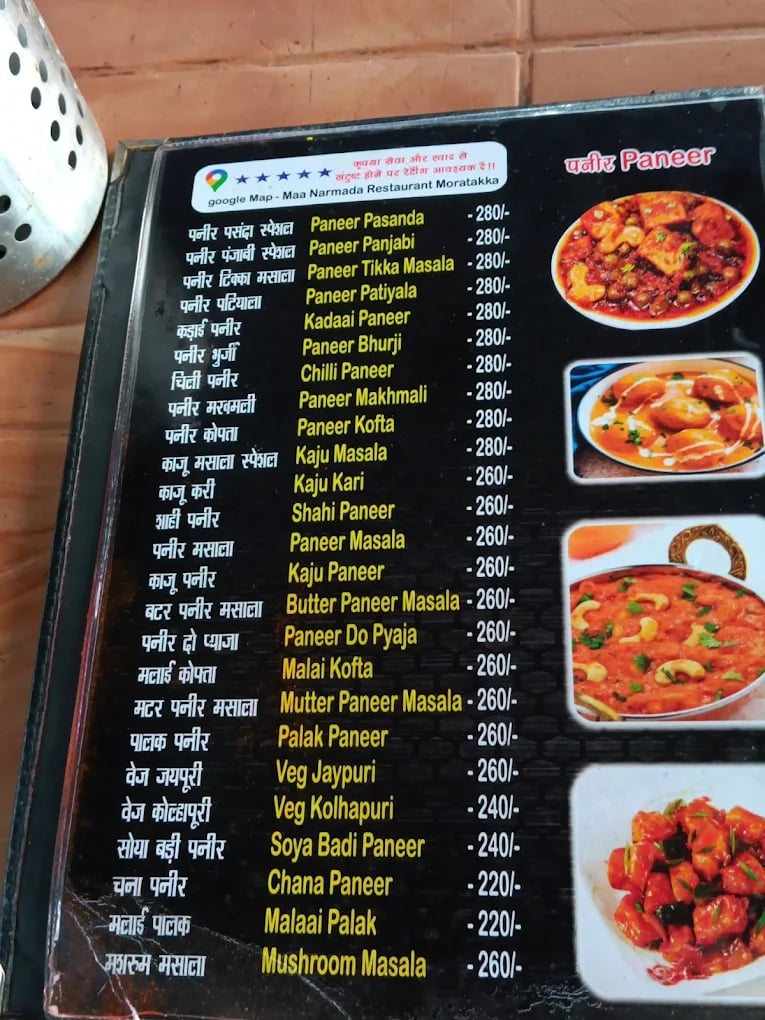 कृपया सेवा और स्वाद से
संतुष्ट होने पर रेटींग आवश्यक दें!!
google Map - Maa Narmada Restaurant Moratakka
पनीर Paneer
पनीर पसंदा स्पेशल Paneer Pasanda - 280/-
पनीर पंजाबी स्पेशल Paneer Panjabi - 280/-
पनीर टिक्का मसाला Paneer Tikka Masala - 280/-
पनीर पटियाला Paneer Patiyala - 280/-
कड़ाई पनीर Kadaai Paneer - 280/-
पनीर भुर्जी Paneer Bhurji - 280/-
चिली पनीर Chilli Paneer - 280/-
पनीर मखमली Paneer Makhmali - 280/-
पनीर कोपता Paneer Kofta - 280/-
काजू मसाला स्पेशल Kaju Masala - 280/-
काजू करी Kaju Kari - 260/-
शाही पनीर Shahi Paneer - 260/-
पनीर मसाला Paneer Masala - 260/-
काजू पनीर Kaju Paneer - 260/-
बटर पनीर मसाला Butter Paneer Masala - 260/-
पनीर दो प्याजा Paneer Do Pyaja - 260/-
मलाई कोपता Malai Kofta - 260/-
मटर पनीर मसाला Mutter Paneer Masala - 260/-
पालक पनीर Palak Paneer - 260/-
वेज जयपूरी Veg Jaypuri - 260/-
वेज कोल्हापूरी Veg Kolhapuri - 240/-
सोया बड़ी पनीर Soya Badi Paneer - 240/-
चना पनीर Chana Paneer - 220/-
मलाई पालक Malaai Palak - 220/-
मशरुम मसाला Mushroom Masala - 260/-